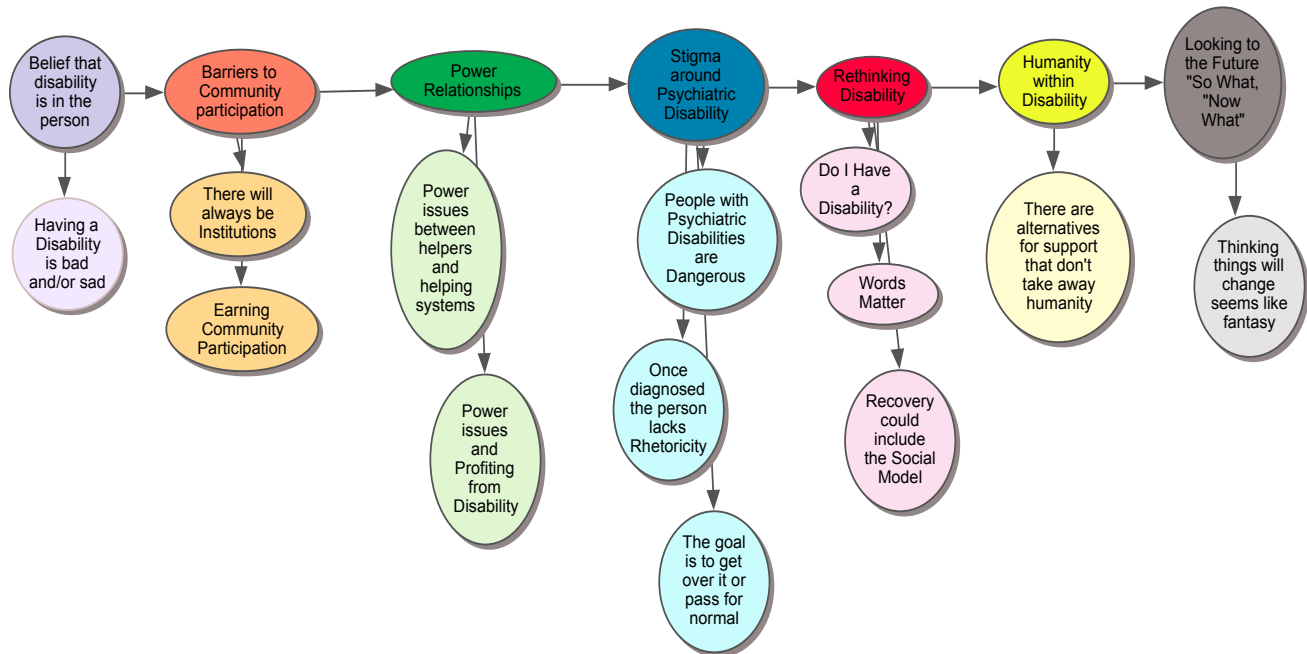 Belief that
disability
is in the
person
Barriers to
Community
participation
Power
Relationships
Stigma
around
Psychiatric
Disability
Rethinking
Disability
Humanity
within
Disability
Looking to
the Future
"So What,
"Now
What"
Having a
Disability
is bad
and/or sad
There will
always be
Institutions
Earning
Community
Participation
Power
issues
between
helpers
and
helping
systems
Power
issues
and
Profiting
from
Disability
People with
Psychiatric
Disabilities
are
Dangerous
Once
diagnosed
the person
lacks
Rhetoricity
The goal
is to get
over it or
pass for
normal
Do I Have
a
Disability?
Words
Matter
Recovery
could
include
the Social
Model
There are
alternatives
for support
that don't
take away
humanity
Thinking
things will
change
seems like
fantasy